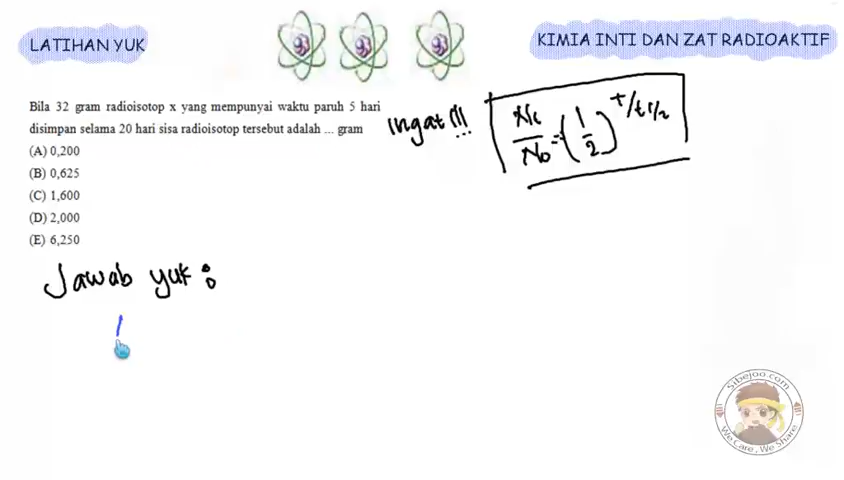 LATIHAN YUK
KIMIA INTI DAN ZAT RADIOAKTIF
Bila 32 gram radioisotop x yang mempunyai waktu paruh 5 hari
disimpan selama 20 hari sisa radioisotop tersebut adalah ... gram
(A) 0,200
(B) 0,625
(C) 1,600
(D) 2,000
(E) 6,250
Ingat!!!
Nt/No = (1/2)^t/t1/2
Jawab yuk :
Sibejoo.com
We Care , We Share